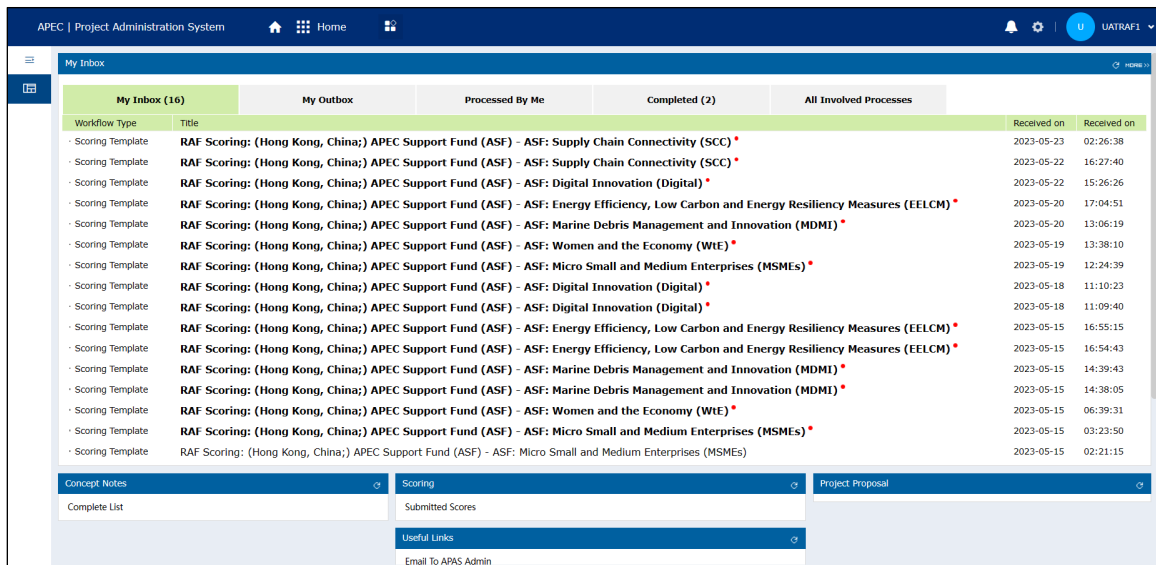 APEC | Project Administration System Home U UATRAF1
My Inbox MORE >>
My Inbox (16) My Outbox Processed By Me Completed (2) All Involved Processes
Workflow Type Title Received on Received on
· Scoring Template RAF Scoring: (Hong Kong, China;) APEC Support Fund (ASF) - ASF: Supply Chain Connectivity (SCC) 2023-05-23 02:26:38
· Scoring Template RAF Scoring: (Hong Kong, China;) APEC Support Fund (ASF) - ASF: Supply Chain Connectivity (SCC) 2023-05-22 16:27:40
· Scoring Template RAF Scoring: (Hong Kong, China;) APEC Support Fund (ASF) - ASF: Digital Innovation (Digital) 2023-05-22 15:26:26
· Scoring Template RAF Scoring: (Hong Kong, China;) APEC Support Fund (ASF) - ASF: Energy Efficiency, Low Carbon and Energy Resiliency Measures (EELCM) 2023-05-20 17:04:51
· Scoring Template RAF Scoring: (Hong Kong, China;) APEC Support Fund (ASF) - ASF: Marine Debris Management and Innovation (MDMI) 2023-05-20 13:06:19
· Scoring Template RAF Scoring: (Hong Kong, China;) APEC Support Fund (ASF) - ASF: Women and the Economy (WtE) 2023-05-19 13:38:10
· Scoring Template RAF Scoring: (Hong Kong, China;) APEC Support Fund (ASF) - ASF: Micro Small and Medium Enterprises (MSMEs) 2023-05-19 12:24:39
· Scoring Template RAF Scoring: (Hong Kong, China;) APEC Support Fund (ASF) - ASF: Digital Innovation (Digital) 2023-05-18 11:10:23
· Scoring Template RAF Scoring: (Hong Kong, China;) APEC Support Fund (ASF) - ASF: Digital Innovation (Digital) 2023-05-18 11:09:40
· Scoring Template RAF Scoring: (Hong Kong, China;) APEC Support Fund (ASF) - ASF: Energy Efficiency, Low Carbon and Energy Resiliency Measures (EELCM) 2023-05-15 16:55:15
· Scoring Template RAF Scoring: (Hong Kong, China;) APEC Support Fund (ASF) - ASF: Energy Efficiency, Low Carbon and Energy Resiliency Measures (EELCM) 2023-05-15 16:54:43
· Scoring Template RAF Scoring: (Hong Kong, China;) APEC Support Fund (ASF) - ASF: Marine Debris Management and Innovation (MDMI) 2023-05-15 14:39:43
· Scoring Template RAF Scoring: (Hong Kong, China;) APEC Support Fund (ASF) - ASF: Marine Debris Management and Innovation (MDMI) 2023-05-15 14:38:05
· Scoring Template RAF Scoring: (Hong Kong, China;) APEC Support Fund (ASF) - ASF: Women and the Economy (WtE) 2023-05-15 06:39:31
· Scoring Template RAF Scoring: (Hong Kong, China;) APEC Support Fund (ASF) - ASF: Micro Small and Medium Enterprises (MSMEs) 2023-05-15 03:23:50
· Scoring Template RAF Scoring: (Hong Kong, China;) APEC Support Fund (ASF) - ASF: Micro Small and Medium Enterprises (MSMEs) 2023-05-15 02:21:15
Concept Notes Scoring Project Proposal
Complete List Submitted Scores
Useful Links
Email To APAS Admin